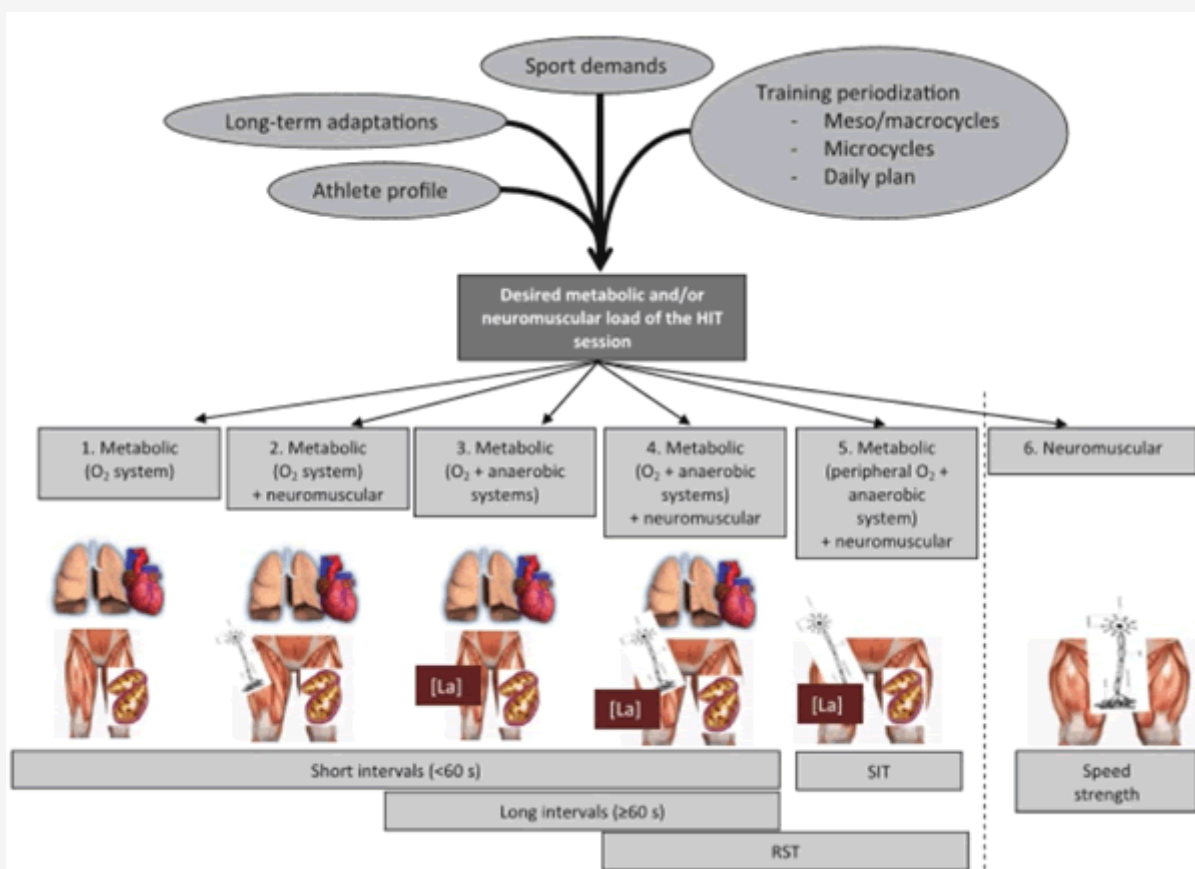 Sport demands
Long-term adaptations
Athlete profile
Training periodization
- Meso/macrocycles
- Microcycles
- Daily plan
Desired metabolic and/or
neuromuscular load of the HIT
session
1. Metabolic
(O₂ system)
2. Metabolic
(O₂ system)
+ neuromuscular
3. Metabolic
(O₂ + anaerobic
systems)
4. Metabolic
(O₂ + anaerobic
systems)
+ neuromuscular
5. Metabolic
(peripheral O₂ +
anaerobic
system)
+ neuromuscular
6. Neuromuscular
[La]
[La]
[La]
Short intervals (<60 s)
SIT
Speed
strength
Long intervals (≥60 s)
RST